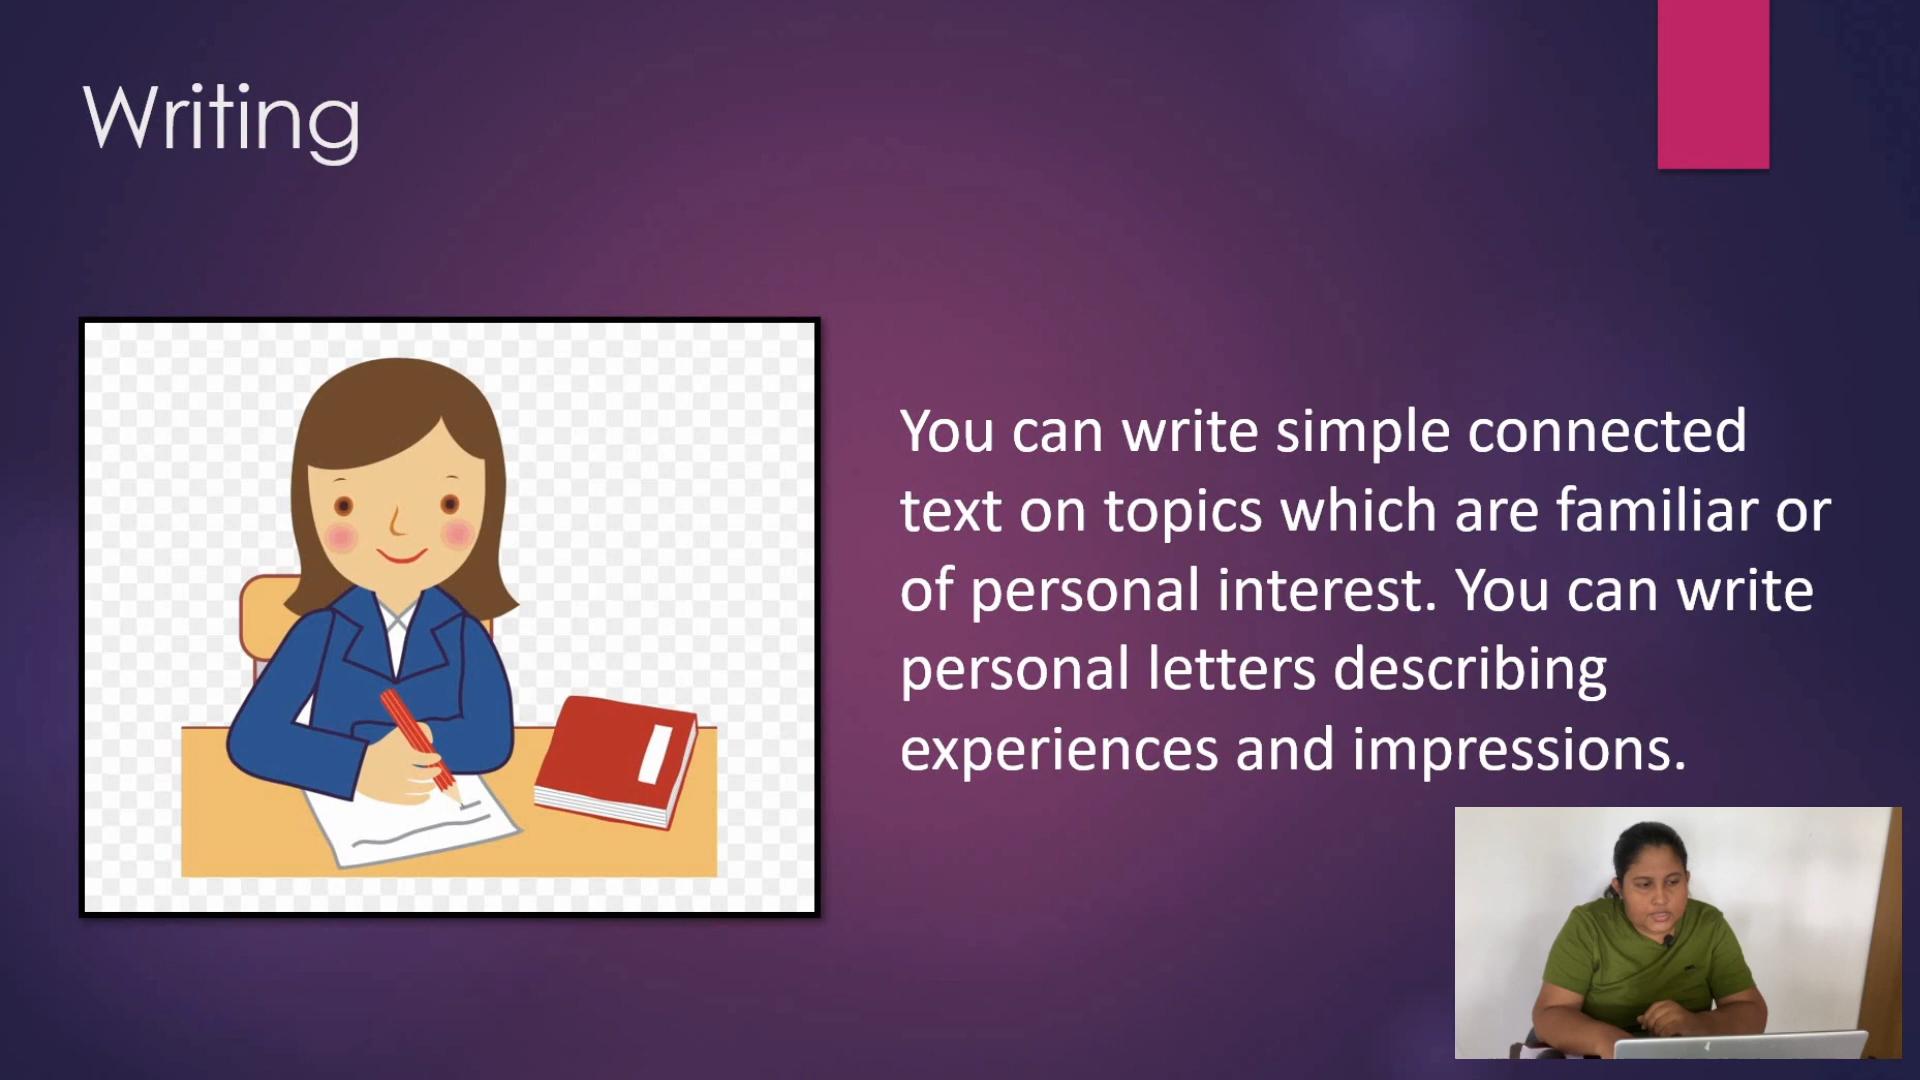 Writing
You can write simple connected
text on topics which are familiar or
of personal interest. You can write
personal letters describing
experiences and impressions.